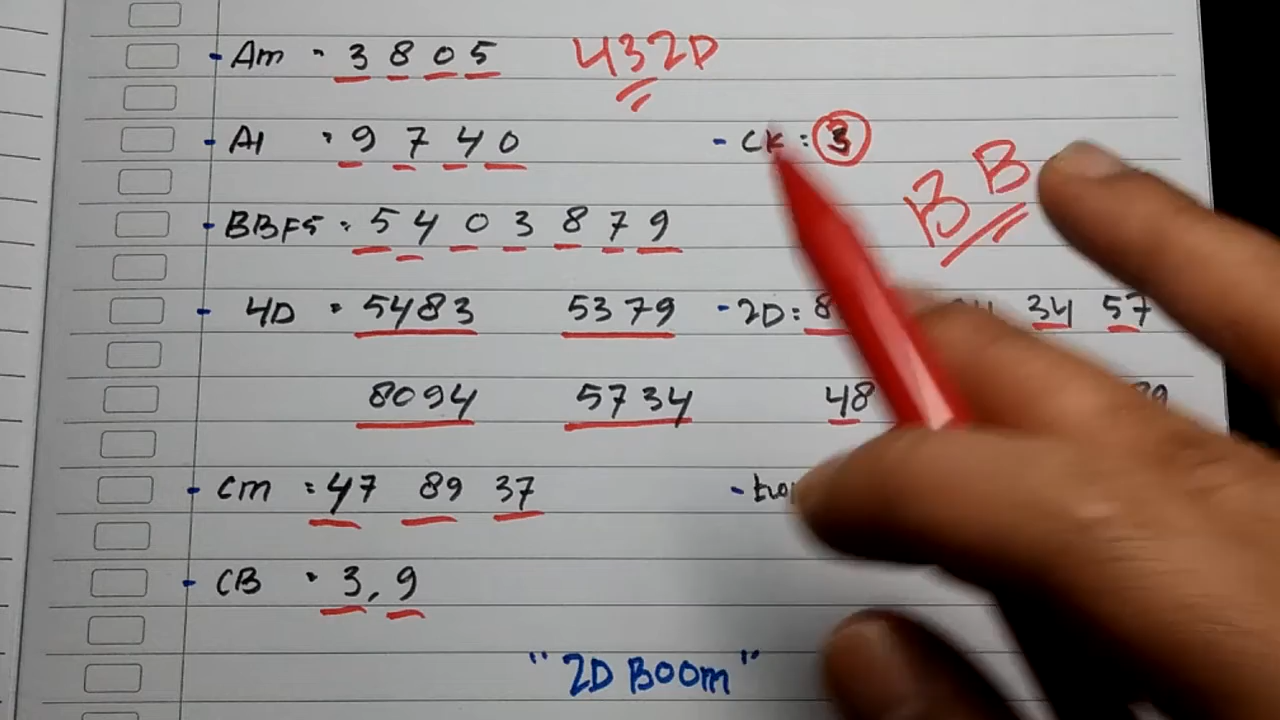 - Am = 3 8 0 5 432D
- AI = 9 7 4 0 - CK : 3
BB
- BBFS = 5 4 0 3 8 7 9
- 4D = 5483 5379 - 2D : 34 57
8094 5734 48
- Cm = 47 89 37
- CB = 3, 9
"2D Boom"